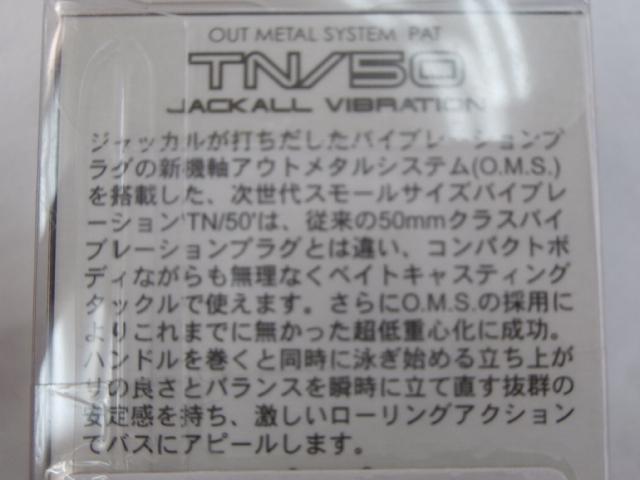 OUT METAL SYSTEM PAT
TN/50
JACKALL VIBRATION
ジャッカルが打ちだしたバイブレーションプ
ラグの新機軸アウトメタルシステム(O.M.S.)
を搭載した、次世代スモールサイズバイブレ
ーション'TN/50'は、従来の50mmクラスバイ
ブレーションプラグとは違い、コンパクトボ
ディながらも無理なくベイトキャスティング
タックルで使えます。さらにO.M.S.の採用に
よりこれまでに無かった超低重心化に成功。
ハンドルを巻くと同時に泳ぎ始める立ち上が
りの良さとバランスを瞬時に立て直す抜群の
安定感を持ち、激しいローリングアクション
でバスにアピールします。